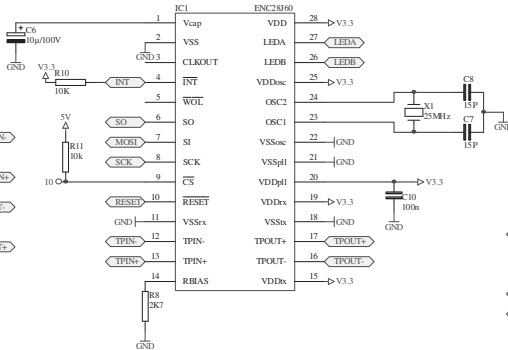 IC1 ENC28J60
C6
10µ/100V
GND
1 Vcap VDD 28 V3.3
2 VSS LEDA 27 LEDA
GND 3 CLKOUT LEDB 26 LEDB
V3.3 R10 10K INT 4 INT VDDosc 25 V3.3
5 WOL OSC2 24
SO 6 SO OSC1 23
MOSI 7 SI VSSosc 22 GND
SCK 8 SCK VSSpll 21 GND
10 9 CS VDDpll 20 V3.3
RESET 10 RESET VDDrx 19 V3.3
GND 11 VSSrx VSStx 18 GND
TPIN- 12 TPIN- TPOUT+ 17 TPOUT+
TPIN+ 13 TPIN+ TPOUT- 16 TPOUT-
14 RBIAS VDDtx 15 V3.3
5V
R11
10k
R8
2K7
GND
X1
25MHz
C8
15P
C7
15P
GND
C10
100n
GND
N-
N+
T-
T+